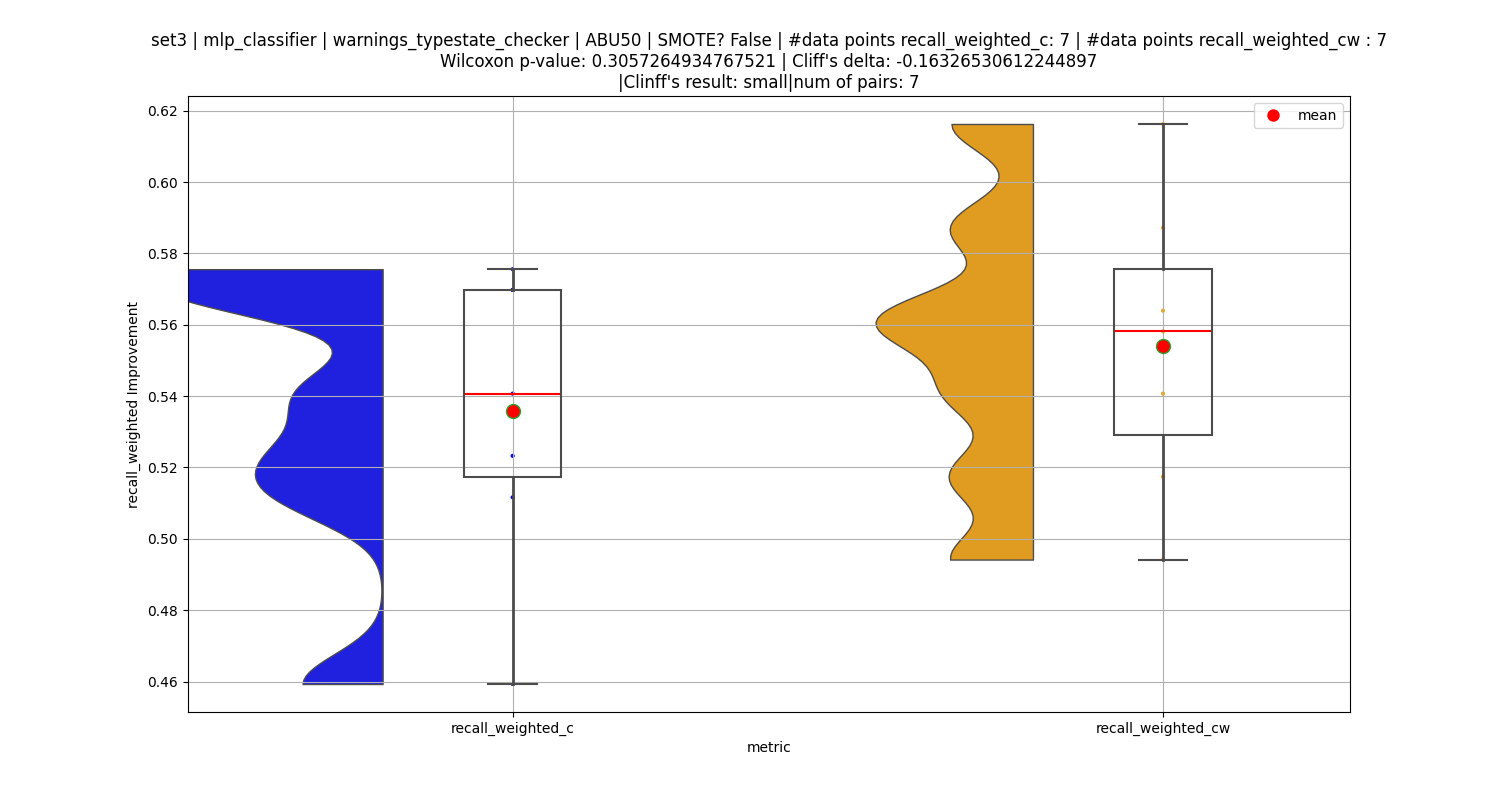 set3 | mlp_classifier | warnings_typestate_checker | ABU50 | SMOTE? False | #data points recall_weighted_c: 7 | #data points recall_weighted_cw : 7
Wilcoxon p-value: 0.3057264934767521 | Cliff's delta: -0.16326530612244897
|Clinff's result: small|num of pairs: 7
mean
0.62
0.60
0.58
0.56
0.54
0.52
0.50
0.48
0.46
recall_weighted Improvement
recall_weighted_c
recall_weighted_cw
metric